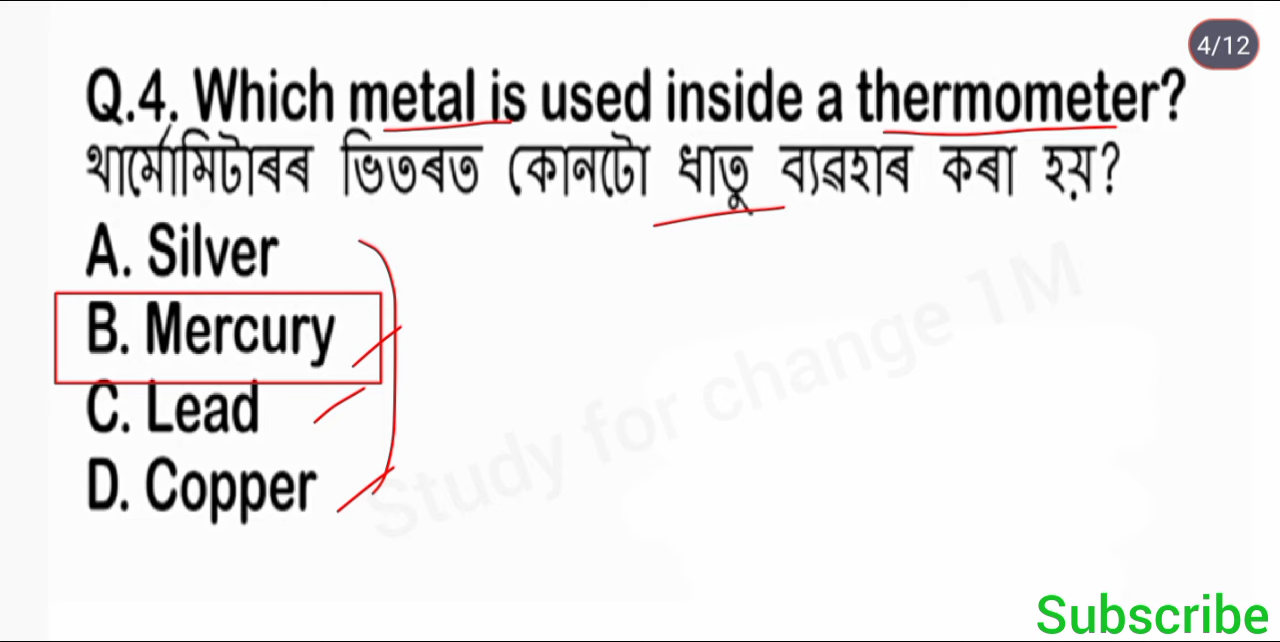 4/12
Q.4. Which metal is used inside a thermometer?
থাৰ্মোমিটাৰৰ ভিতৰত কোনটো ধাতু ব্যৱহাৰ কৰা হয়?
A. Silver
B. Mercury
C. Lead
D. Copper
Study for change 1M
Subscribe